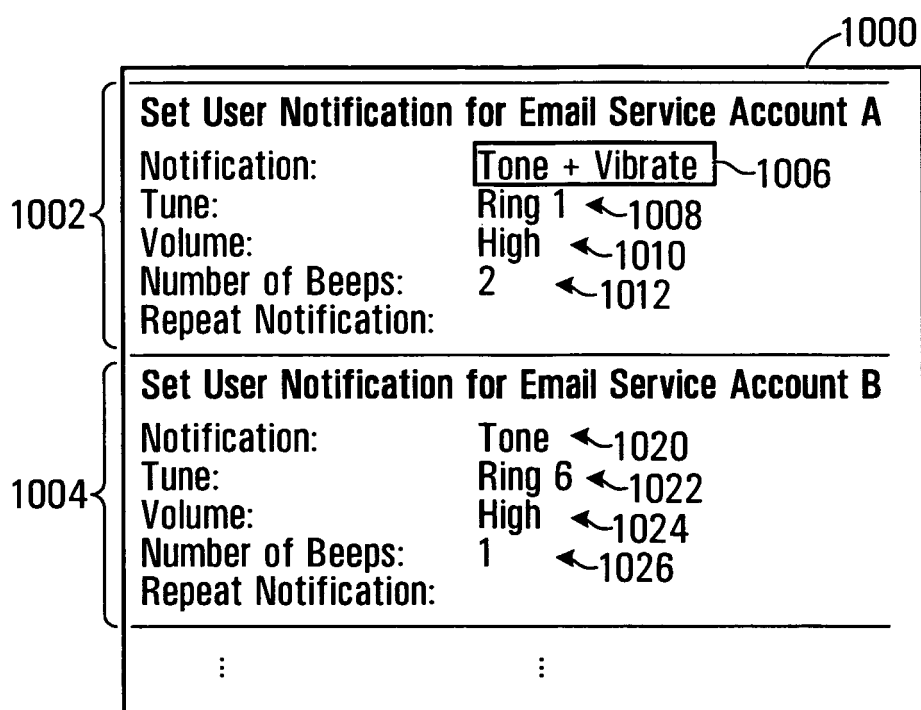 1000
Set User Notification for Email Service Account A
Notification: Tone + Vibrate 1006
1002 Tune: Ring 1 1008
Volume: High 1010
Number of Beeps: 2 1012
Repeat Notification:
Set User Notification for Email Service Account B
Notification: Tone 1020
1004 Tune: Ring 6 1022
Volume: High 1024
Number of Beeps: 1 1026
Repeat Notification:
⋮ ⋮